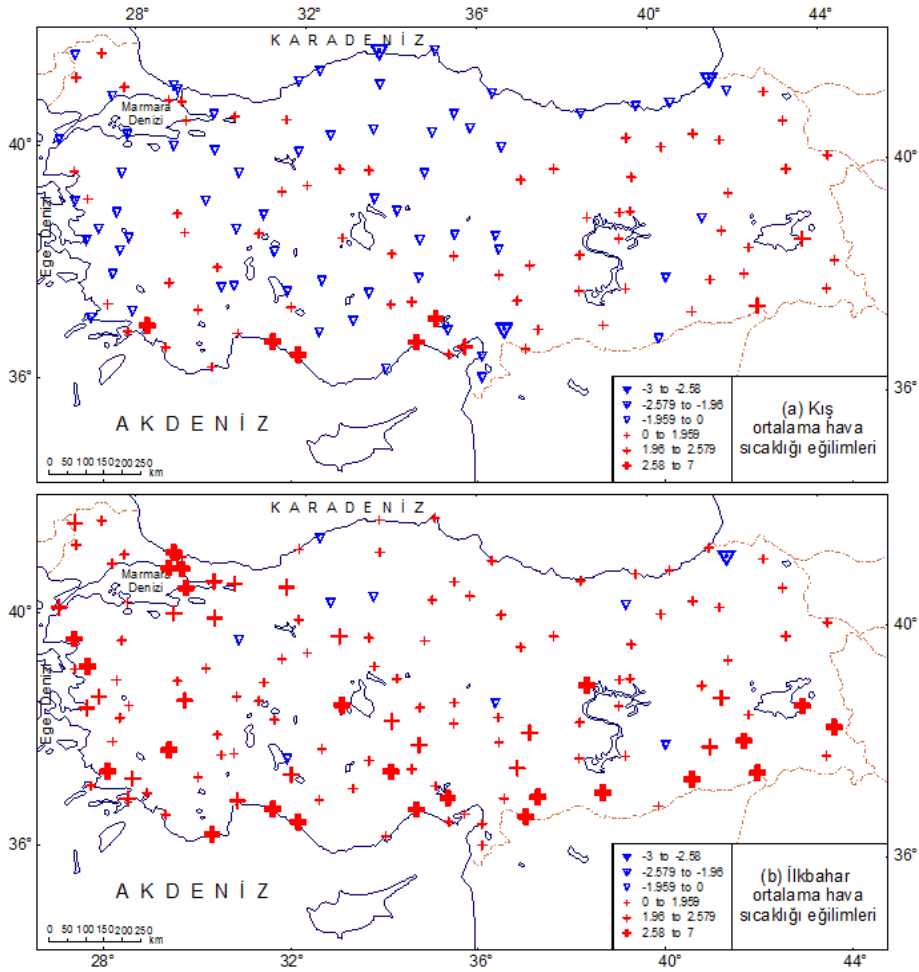 28° 32° 36° 40° 44°
KARADENİZ
Marmara
Denizi
40° 40°
Ege Denizi
36° 36°
AKDENİZ
0 50 100 150 200 250
km
-3 to -2.58
-2.579 to -1.96
-1.959 to 0
0 to 1.959
1.96 to 2.579
2.58 to 7
(a) Kış
ortalama hava
sıcaklığı eğilimleri
KARADENİZ
Marmara
Denizi
40° 40°
Ege Denizi
36° 36°
AKDENİZ
0 50 100 150 200 250
km
-3 to -2.58
-2.579 to -1.96
-1.959 to 0
0 to 1.959
1.96 to 2.579
2.58 to 7
(b) İlkbahar
ortalama hava
sıcaklığı eğilimleri
28° 32° 36° 40° 44°